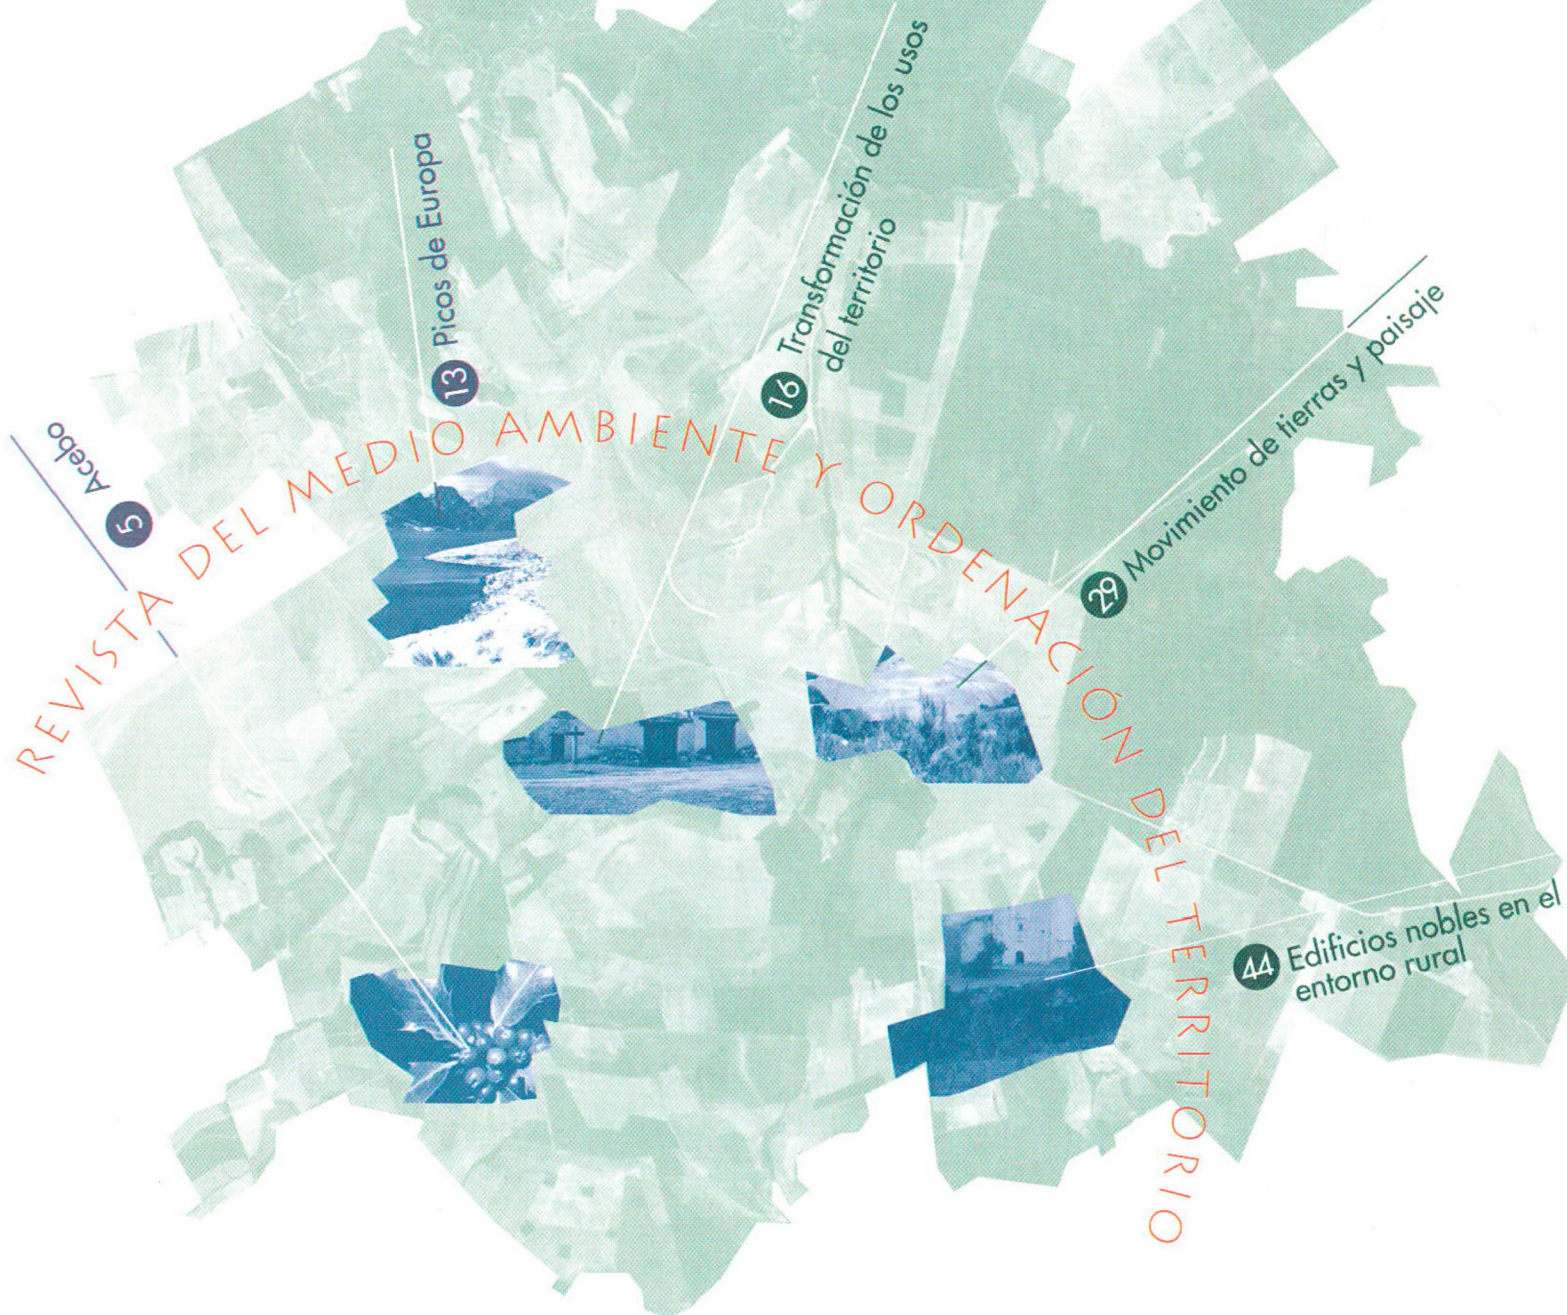 REVISTA DEL MEDIO AMBIENTE Y ORDENACIÓN DEL TERRITORIO
5 Acebo
13 Picos de Europa
16 Transformación de los usos
del territorio
29 Movimiento de tierras y paisaje
44 Edificios nobles en el
entorno rural